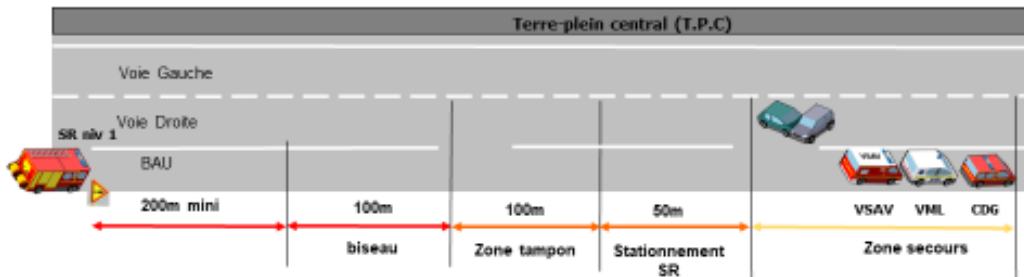 Terre-plein central (T.P.C)
Voie Gauche
Voie Droite
SR niv 1
BAU
200m mini
100m
100m
50m
VSAV
VML
CDG
biseau
Zone tampon
Stationnement
SR
Zone secours